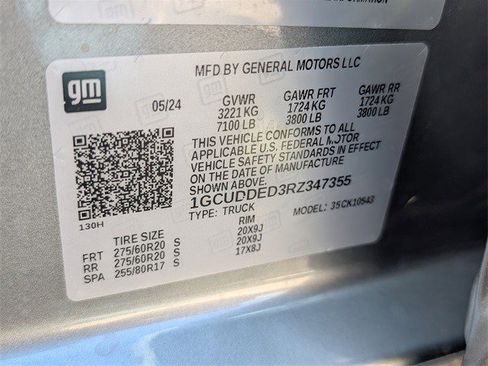 INFORMATION
gm
MFD BY GENERAL MOTORS LLC
05/24 GVWR GAWR FRT GAWR RR
3221 KG 1724 KG 1724 KG
7100 LB 3800 LB 3800 LB
THIS VEHICLE CONFORMS TO ALL
APPLICABLE U.S. FEDERAL MOTOR
VEHICLE SAFETY STANDARDS IN EFFECT
ON THE DATE OF MANUFACTURE
SHOWN ABOVE.
1GCUDDED3RZ347355
TYPE: TRUCK MODEL: 35CK10543
130H
TIRE SIZE RIM
FRT 275/60R20 S 20X9J
RR 275/60R20 S 20X9J
SPA 255/80R17 S 17X8J